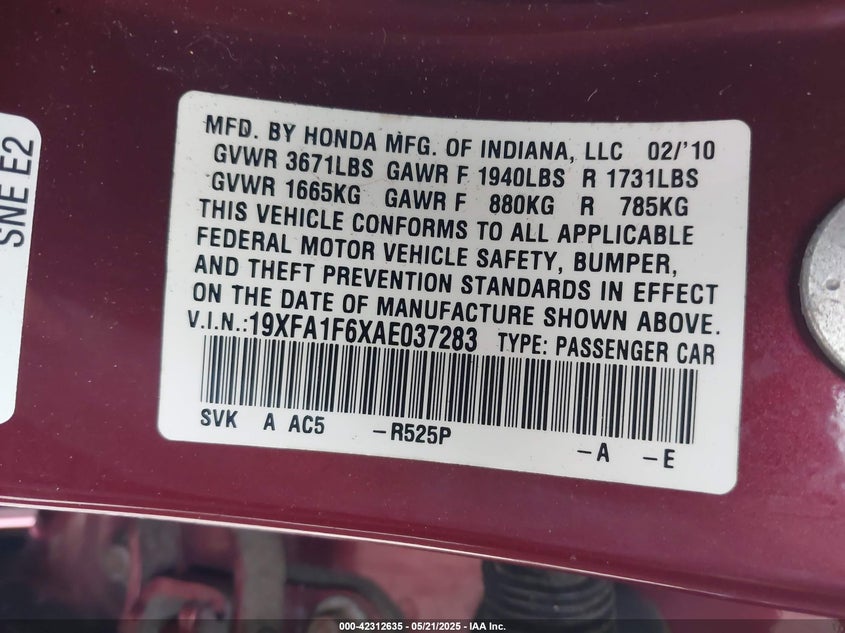 SNE E2
MFD. BY HONDA MFG. OF INDIANA, LLC 02/'10
GVWR 3671LBS GAWR F 1940LBS R 1731LBS
GVWR 1665KG GAWR F 880KG R 785KG
THIS VEHICLE CONFORMS TO ALL APPLICABLE
FEDERAL MOTOR VEHICLE SAFETY, BUMPER,
AND THEFT PREVENTION STANDARDS IN EFFECT
ON THE DATE OF MANUFACTURE SHOWN ABOVE.
V.I.N.:19XFA1F6XAE037283 TYPE: PASSENGER CAR
SVK A AC5 -R525P -A -E
000-42312635 - 05/21/2025 - IAA Inc.